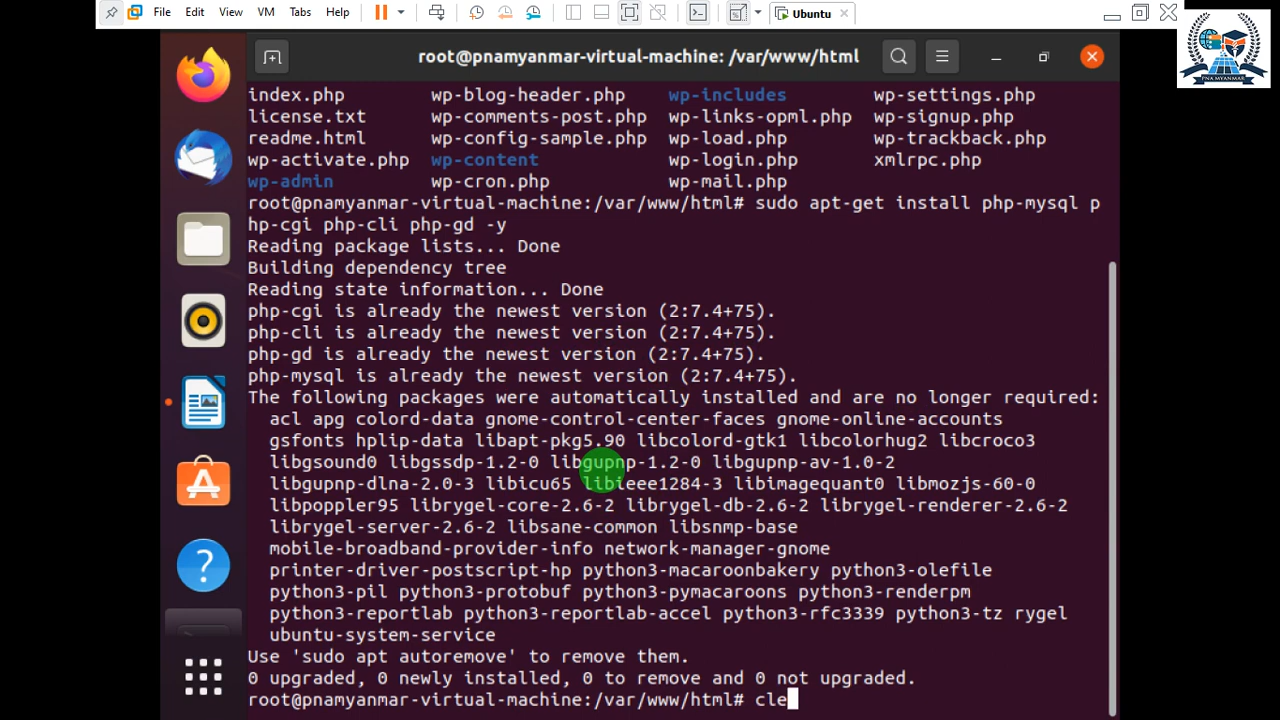 File Edit View VM Tabs Help Ubuntu
PNA MYANMAR
root@pnamyanmar-virtual-machine: /var/www/html
index.php wp-blog-header.php wp-includes wp-settings.php
license.txt wp-comments-post.php wp-links-opml.php wp-signup.php
readme.html wp-config-sample.php wp-load.php wp-trackback.php
wp-activate.php wp-content wp-login.php xmlrpc.php
wp-admin wp-cron.php wp-mail.php
root@pnamyanmar-virtual-machine:/var/www/html# sudo apt-get install php-mysql p
hp-cgi php-cli php-gd -y
Reading package lists... Done
Building dependency tree
Reading state information... Done
php-cgi is already the newest version (2:7.4+75).
php-cli is already the newest version (2:7.4+75).
php-gd is already the newest version (2:7.4+75).
php-mysql is already the newest version (2:7.4+75).
The following packages were automatically installed and are no longer required:
acl apg colord-data gnome-control-center-faces gnome-online-accounts
gsfonts hplip-data libapt-pkg5.90 libcolord-gtk1 libcolorhug2 libcroco3
libgsound0 libgssdp-1.2-0 libgupnp-1.2-0 libgupnp-av-1.0-2
libgupnp-dlna-2.0-3 libicu65 libieee1284-3 libimagequant0 libmozjs-60-0
libpoppler95 librygel-core-2.6-2 librygel-db-2.6-2 librygel-renderer-2.6-2
librygel-server-2.6-2 libsane-common libsnmp-base
mobile-broadband-provider-info network-manager-gnome
printer-driver-postscript-hp python3-macaroonbakery python3-olefile
python3-pil python3-protobuf python3-pymacaroons python3-renderpm
python3-reportlab python3-reportlab-accel python3-rfc3339 python3-tz rygel
ubuntu-system-service
Use 'sudo apt autoremove' to remove them.
0 upgraded, 0 newly installed, 0 to remove and 0 not upgraded.
root@pnamyanmar-virtual-machine:/var/www/html# cle